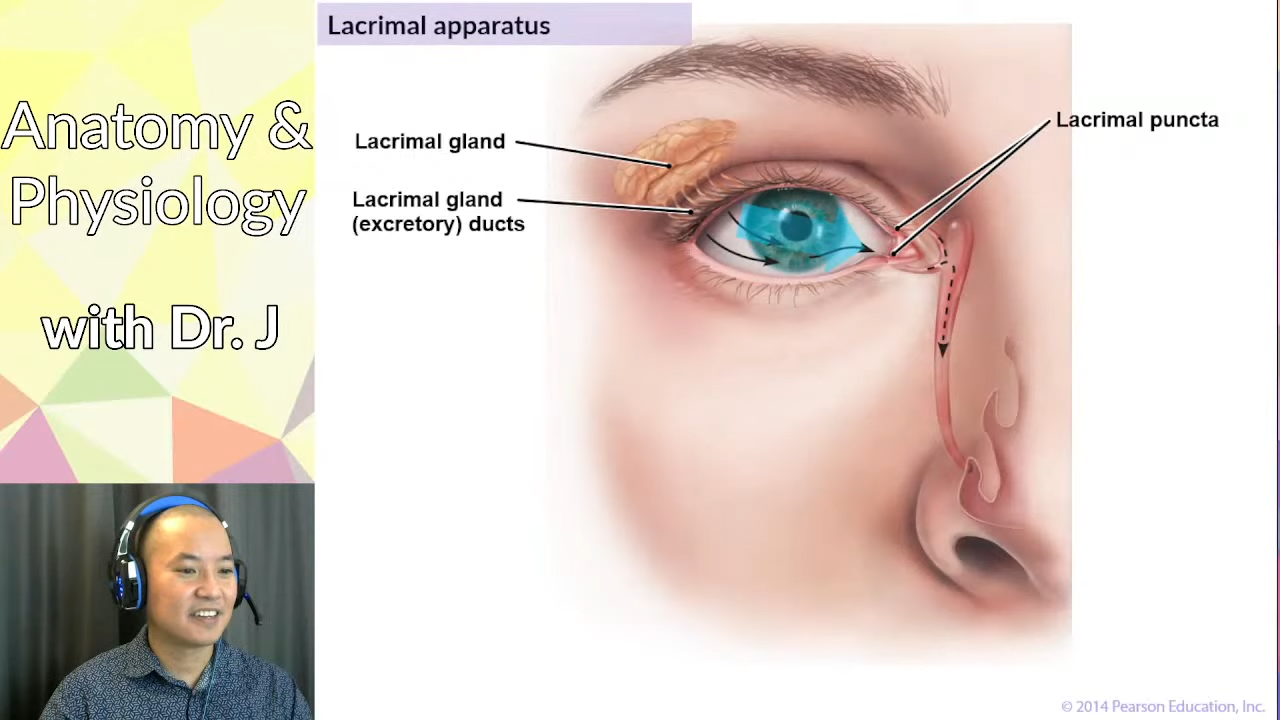 Anatomy &
Physiology
with Dr. J
Lacrimal apparatus
Lacrimal gland
Lacrimal gland
(excretory) ducts
Lacrimal puncta
© 2014 Pearson Education, Inc.